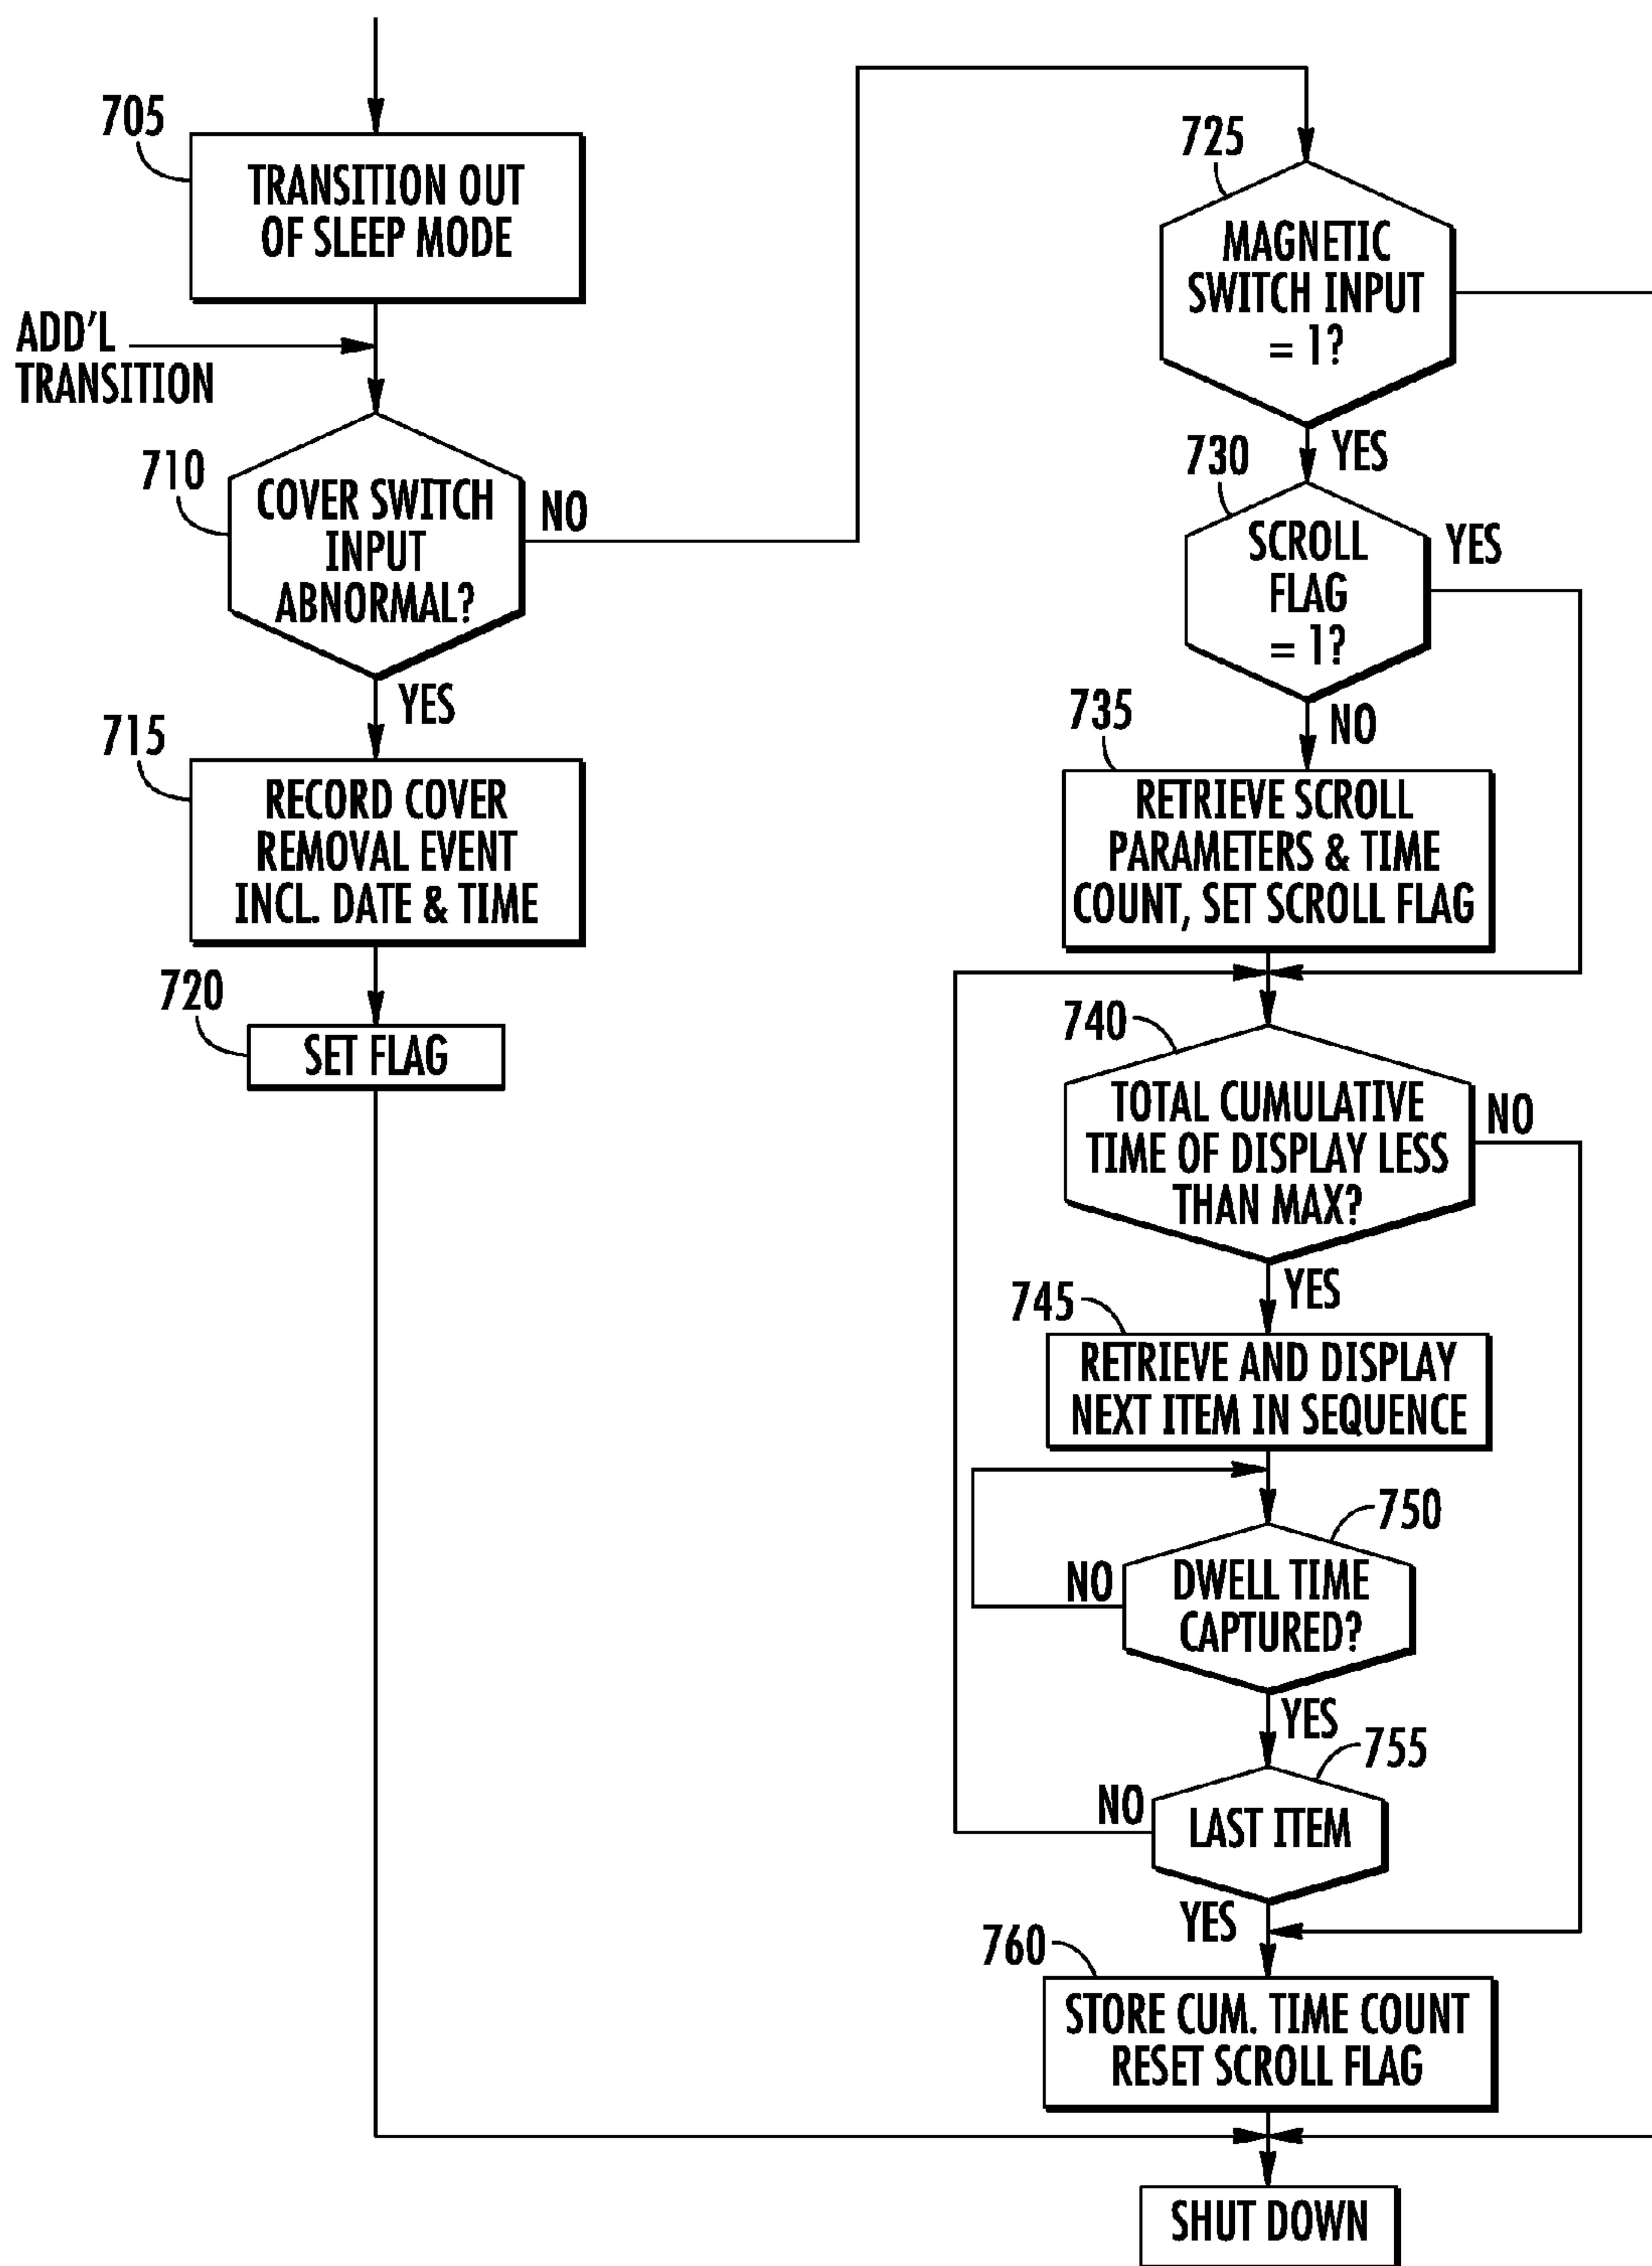 705
TRANSITION OUT
OF SLEEP MODE
ADD'L
TRANSITION
710
COVER SWITCH
INPUT
ABNORMAL?
NO
YES
715
RECORD COVER
REMOVAL EVENT
INCL. DATE & TIME
720
SET FLAG
725
MAGNETIC
SWITCH INPUT
= 1?
YES
730
SCROLL
FLAG
= 1?
YES
NO
735
RETRIEVE SCROLL
PARAMETERS & TIME
COUNT, SET SCROLL FLAG
740
TOTAL CUMULATIVE
TIME OF DISPLAY LESS
THAN MAX?
NO
YES
745
RETRIEVE AND DISPLAY
NEXT ITEM IN SEQUENCE
750
DWELL TIME
CAPTURED?
NO
YES
755
LAST ITEM
NO
YES
760
STORE CUM. TIME COUNT
RESET SCROLL FLAG
SHUT DOWN